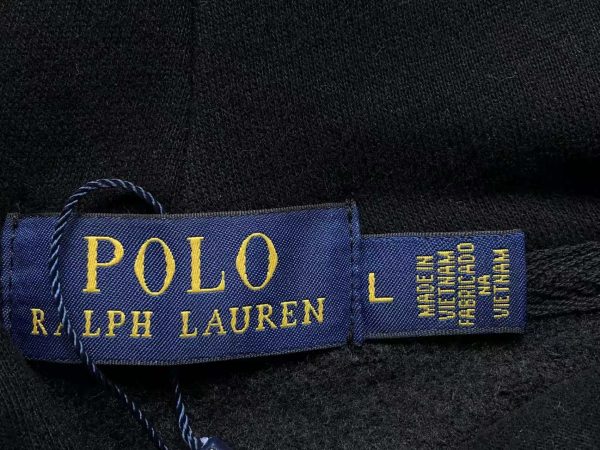 POLO
RALPH LAUREN
L
MADE IN
VIETNAM
FABRICADO
NA
VIETNAM